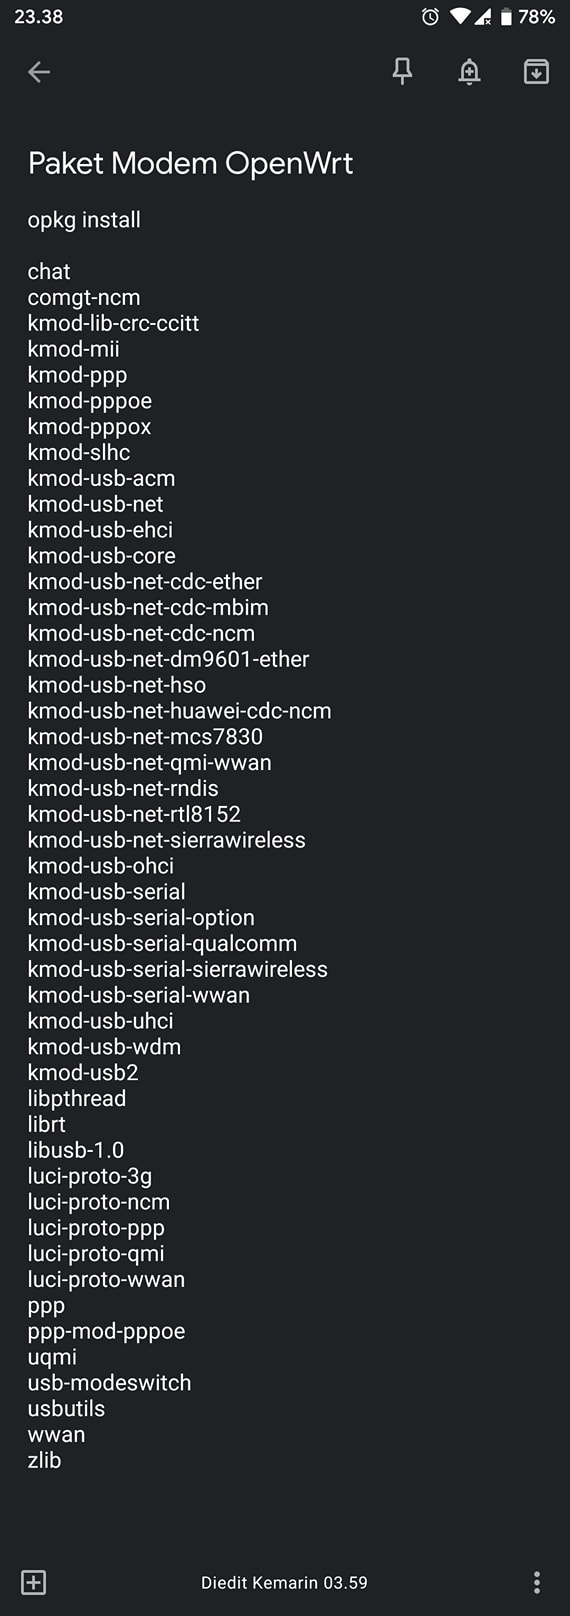 23.38
78%
Paket Modem OpenWrt
opkg install
chat
comgt-ncm
kmod-lib-crc-ccitt
kmod-mii
kmod-ppp
kmod-pppoe
kmod-pppox
kmod-slhc
kmod-usb-acm
kmod-usb-net
kmod-usb-ehci
kmod-usb-core
kmod-usb-net-cdc-ether
kmod-usb-net-cdc-mbim
kmod-usb-net-cdc-ncm
kmod-usb-net-dm9601-ether
kmod-usb-net-hso
kmod-usb-net-huawei-cdc-ncm
kmod-usb-net-mcs7830
kmod-usb-net-qmi-wwan
kmod-usb-net-rndis
kmod-usb-net-rtl8152
kmod-usb-net-sierrawireless
kmod-usb-ohci
kmod-usb-serial
kmod-usb-serial-option
kmod-usb-serial-qualcomm
kmod-usb-serial-sierrawireless
kmod-usb-serial-wwan
kmod-usb-uhci
kmod-usb-wdm
kmod-usb2
libpthread
librt
libusb-1.0
luci-proto-3g
luci-proto-ncm
luci-proto-ppp
luci-proto-qmi
luci-proto-wwan
ppp
ppp-mod-pppoe
uqmi
usb-modeswitch
usbutils
wwan
zlib
Diedit Kemarin 03.59